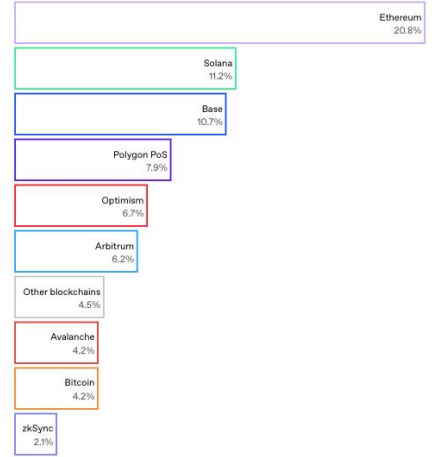 Ethereum
20.8%
Solana
11.2%
Base
10.7%
Polygon PoS
7.9%
Optimism
6.7%
Arbitrum
6.2%
Other blockchains
4.5%
Avalanche
4.2%
Bitcoin
4.2%
zkSync
2.1%